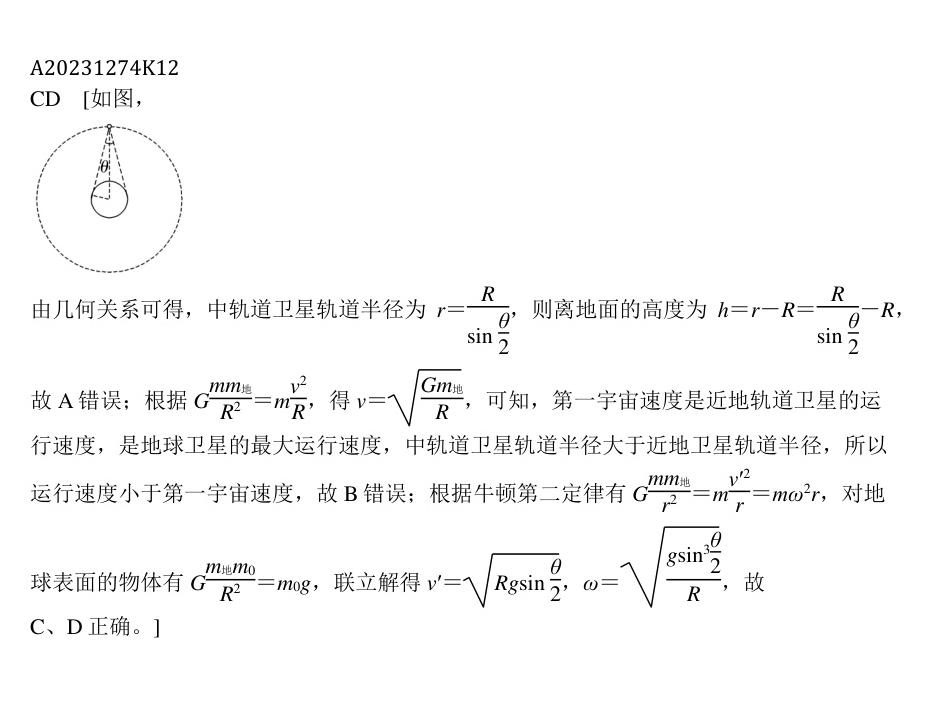 A20231274K12
CD [如图，
θ
由几何关系可得，中轨道卫星轨道半径为 r＝R/sin(θ/2)，则离地面的高度为 h＝r－R＝R/sin(θ/2)－R，
故 A 错误；根据 Gmm地/R²＝mv²/R，得 v＝√(Gm地/R)，可知，第一宇宙速度是近地轨道卫星的运
行速度，是地球卫星的最大运行速度，中轨道卫星轨道半径大于近地卫星轨道半径，所以
运行速度小于第一宇宙速度，故 B 错误；根据牛顿第二定律有 Gmm地/r²＝mv′²/r＝mω²r，对地
球表面的物体有 Gm地m₀/R²＝m₀g，联立解得 v′＝√(Rgsin(θ/2))，ω＝√(gsin³(θ/2)/R)，故
C、D 正确。]